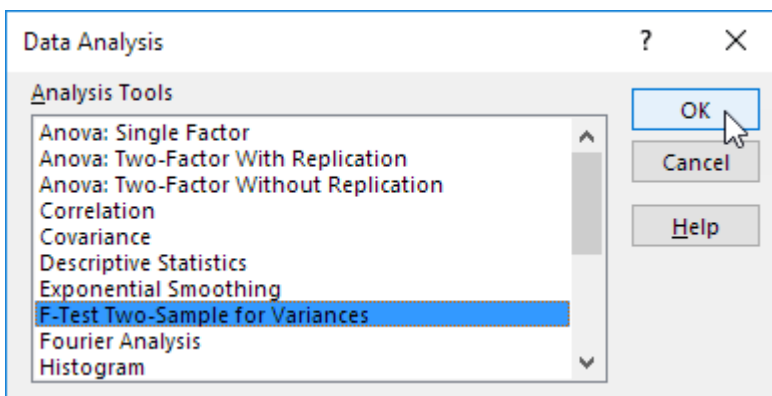 Data Analysis
?
Analysis Tools
Anova: Single Factor
Anova: Two-Factor With Replication
Anova: Two-Factor Without Replication
Correlation
Covariance
Descriptive Statistics
Exponential Smoothing
F-Test Two-Sample for Variances
Fourier Analysis
Histogram
OK
Cancel
Help